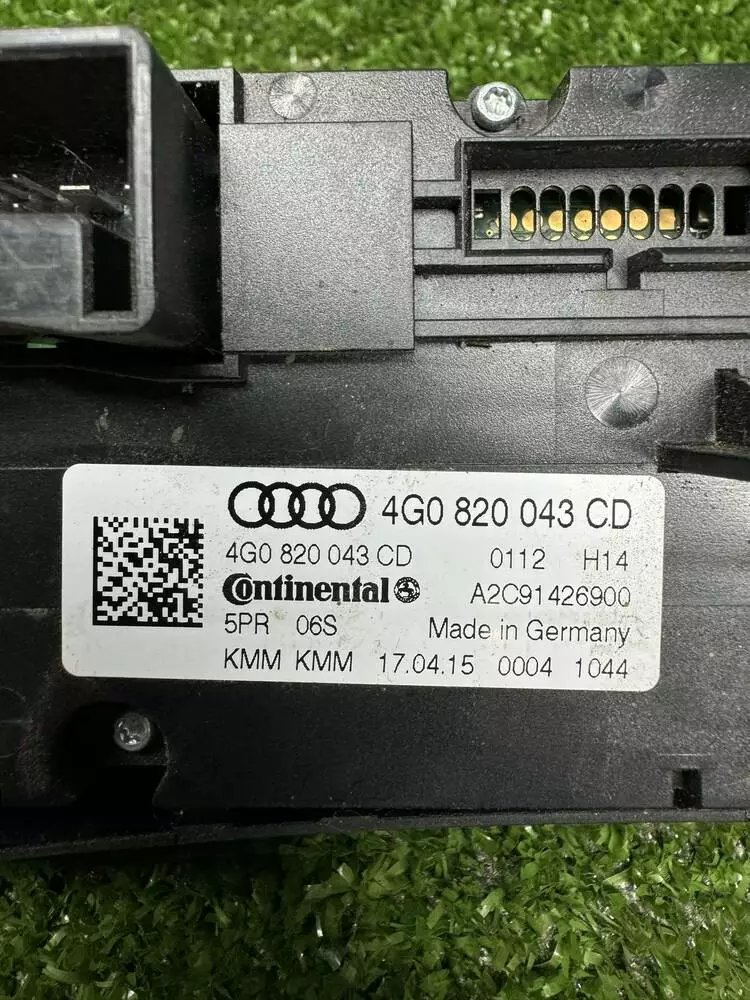 4G0 820 043 CD
4G0 820 043 CD 0112 H14
Continental A2C91426900
5PR 06S Made in Germany
KMM KMM 17.04.15 0004 1044